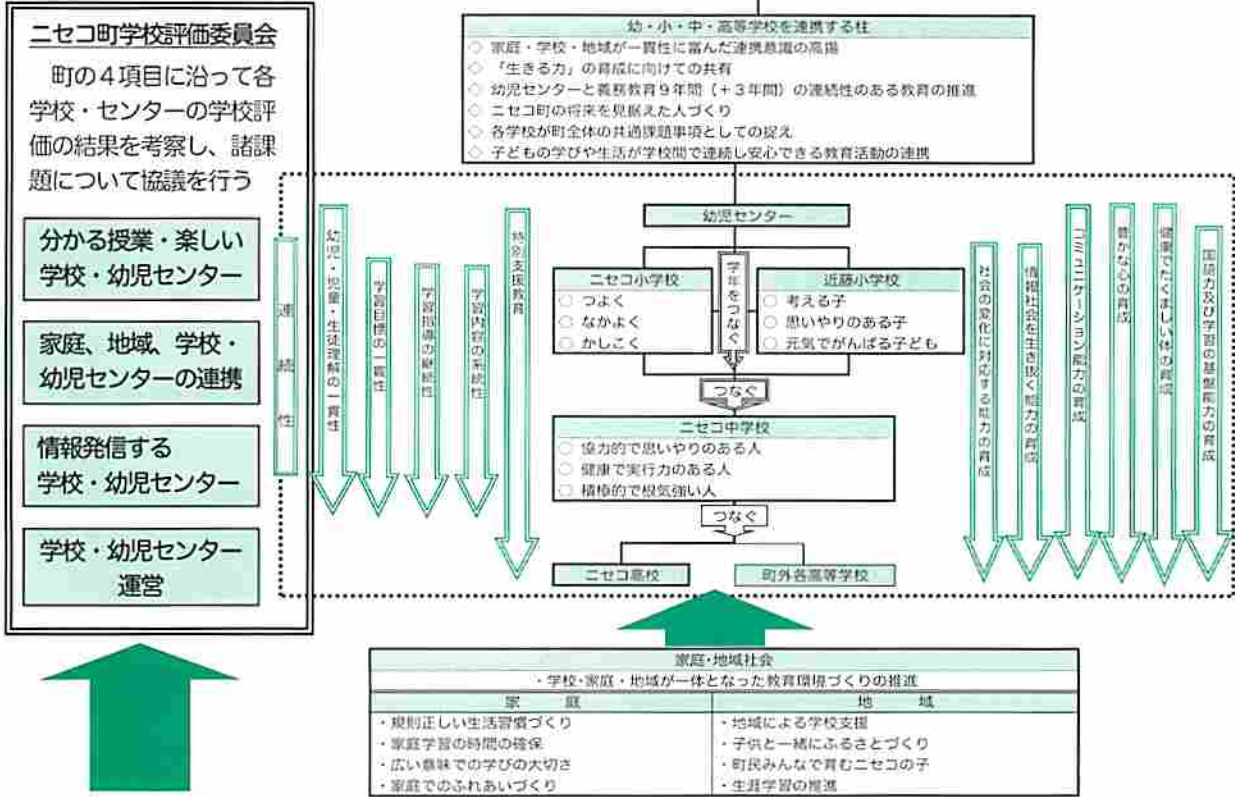 ニセコ町学校評価委員会
町の4項目に沿って各
学校・センターの学校評
価の結果を考察し、諸課
題について協議を行う
分かる授業・楽しい
学校・幼児センター
家庭、地域、学校・
幼児センターの連携
情報発信する
学校・幼児センター
学校・幼児センター
運営
幼・小・中・高等学校を連携する柱
◇ 家庭・学校・地域が一貫性に富んだ連携意識の高揚
◇ 「生きる力」の育成に向けての共有
◇ 幼児センターと義務教育9年間（+3年間）の連続性のある教育の推進
◇ ニセコ町の将来を見据えた人づくり
◇ 各学校が町全体の共通課題事項としての捉え
◇ 子どもの学びや生活が学校間で連続し安心できる教育活動の連携
連続性
幼児・児童・生徒理解の一貫性
学習目標の一貫性
学習指導の継続性
学習内容の系統性
特別支援教育
幼児センター
ニセコ小学校
○ つよく
○ なかよく
○ かしこく
学年をつなぐ
近藤小学校
○ 考える子
○ 思いやりのある子
○ 元気でがんばる子ども
つなぐ
ニセコ中学校
○ 協力的で思いやりのある人
○ 健康で実行力のある人
○ 積極的で根気強い人
つなぐ
ニセコ高校
町外各高等学校
社会の変化に対応する能力の育成
情報社会を生き抜く能力の育成
コミュニケーション能力の育成
豊かな心の育成
健康でたくましい体の育成
国語力及び学習の基盤能力の育成
家庭・地域社会
・学校・家庭・地域が一体となった教育環境づくりの推進
家 庭
・規則正しい生活習慣づくり
・家庭学習の時間の確保
・広い意味での学びの大切さ
・家庭でのふれあいづくり
地 域
・地域による学校支援
・子供と一緒にふるさとづくり
・町民みんなで育むニセコの子
・生涯学習の推進